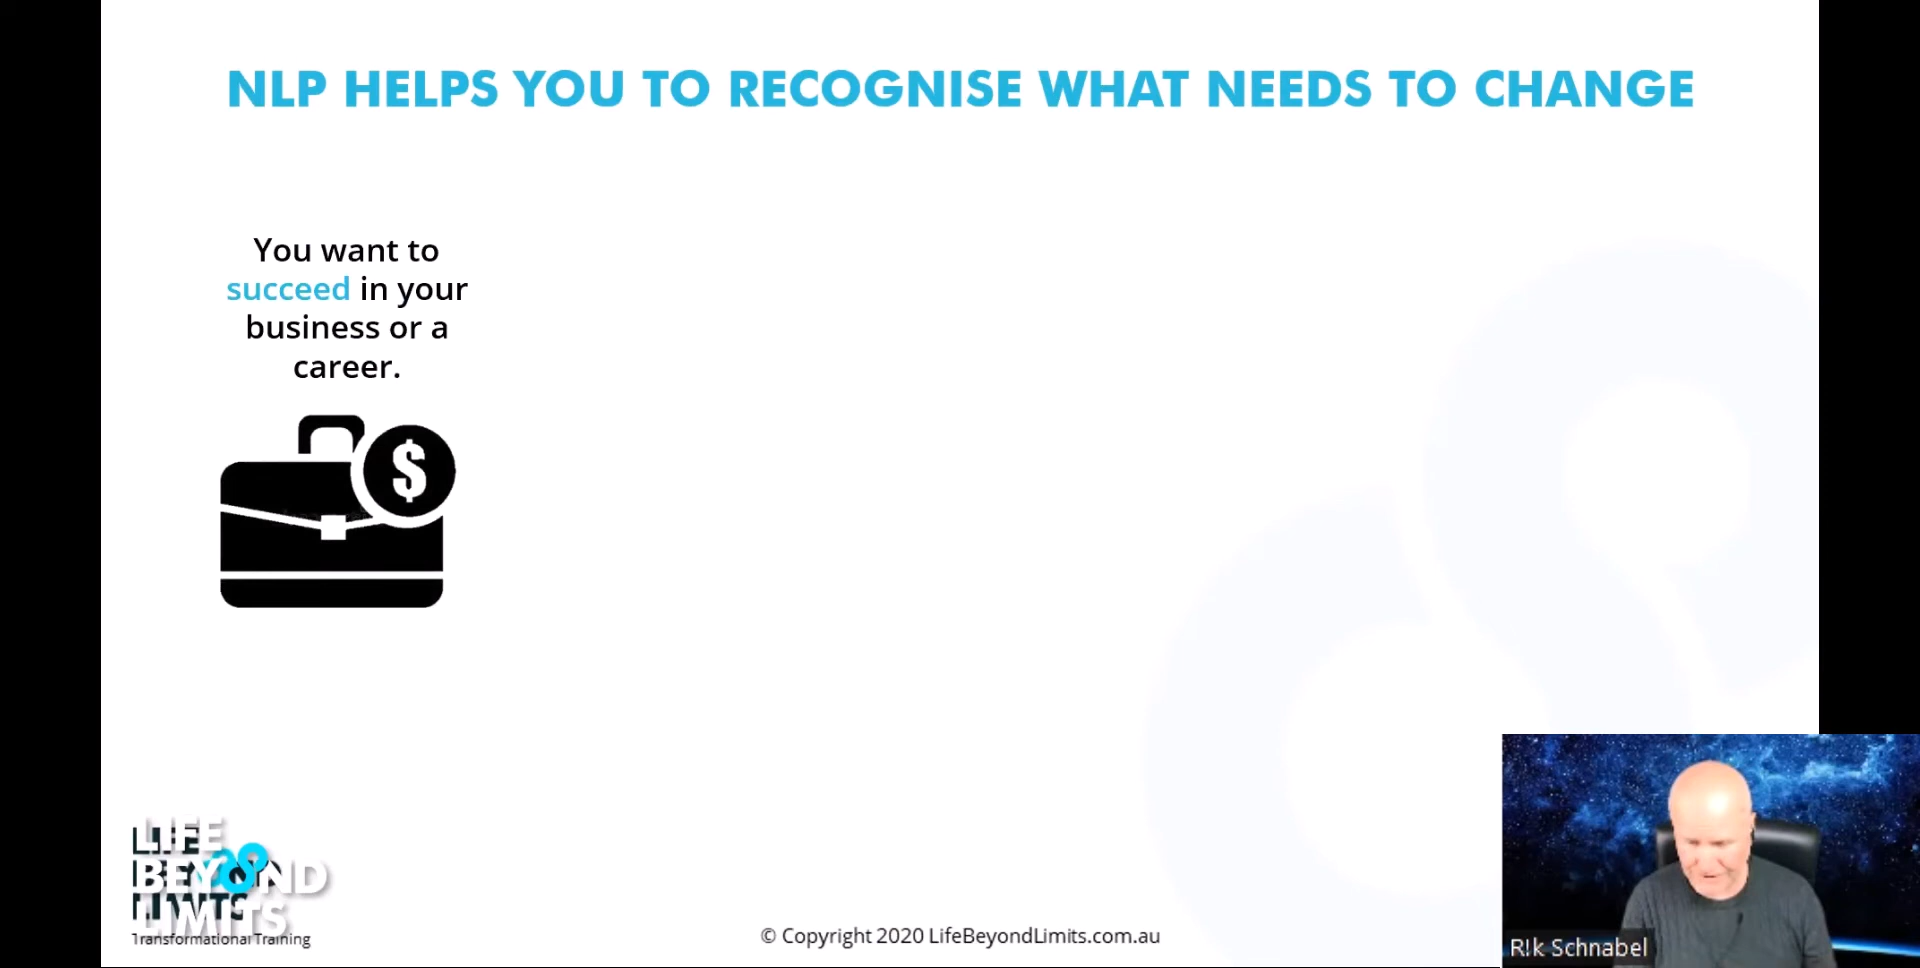 NLP HELPS YOU TO RECOGNISE WHAT NEEDS TO CHANGE
You want to
succeed in your
business or a
career.
$
LIFE
BEYOND
LIMITS
Transformational Training
© Copyright 2020 LifeBeyondLimits.com.au
R!k Schnabel